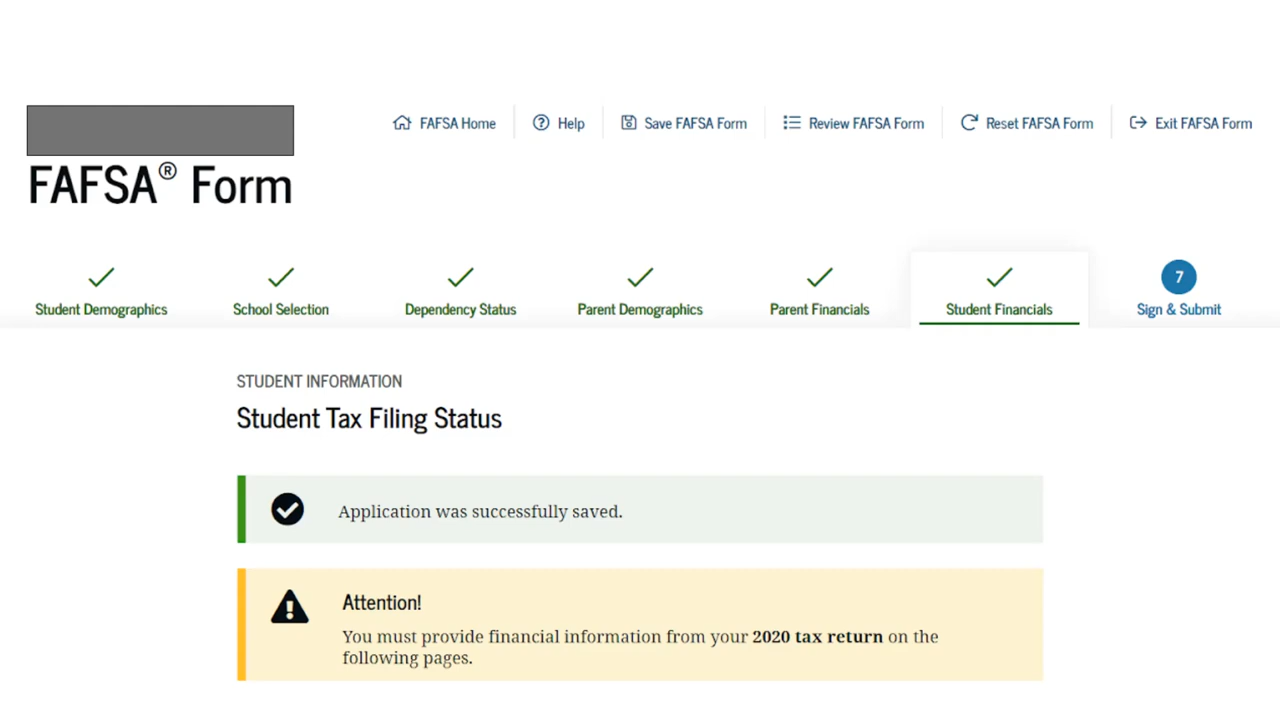 FAFSA Home
Help
Save FAFSA Form
Review FAFSA Form
Reset FAFSA Form
Exit FAFSA Form
FAFSA® Form
Student Demographics
School Selection
Dependency Status
Parent Demographics
Parent Financials
Student Financials
7
Sign & Submit
STUDENT INFORMATION
Student Tax Filing Status
Application was successfully saved.
Attention!
You must provide financial information from your 2020 tax return on the
following pages.